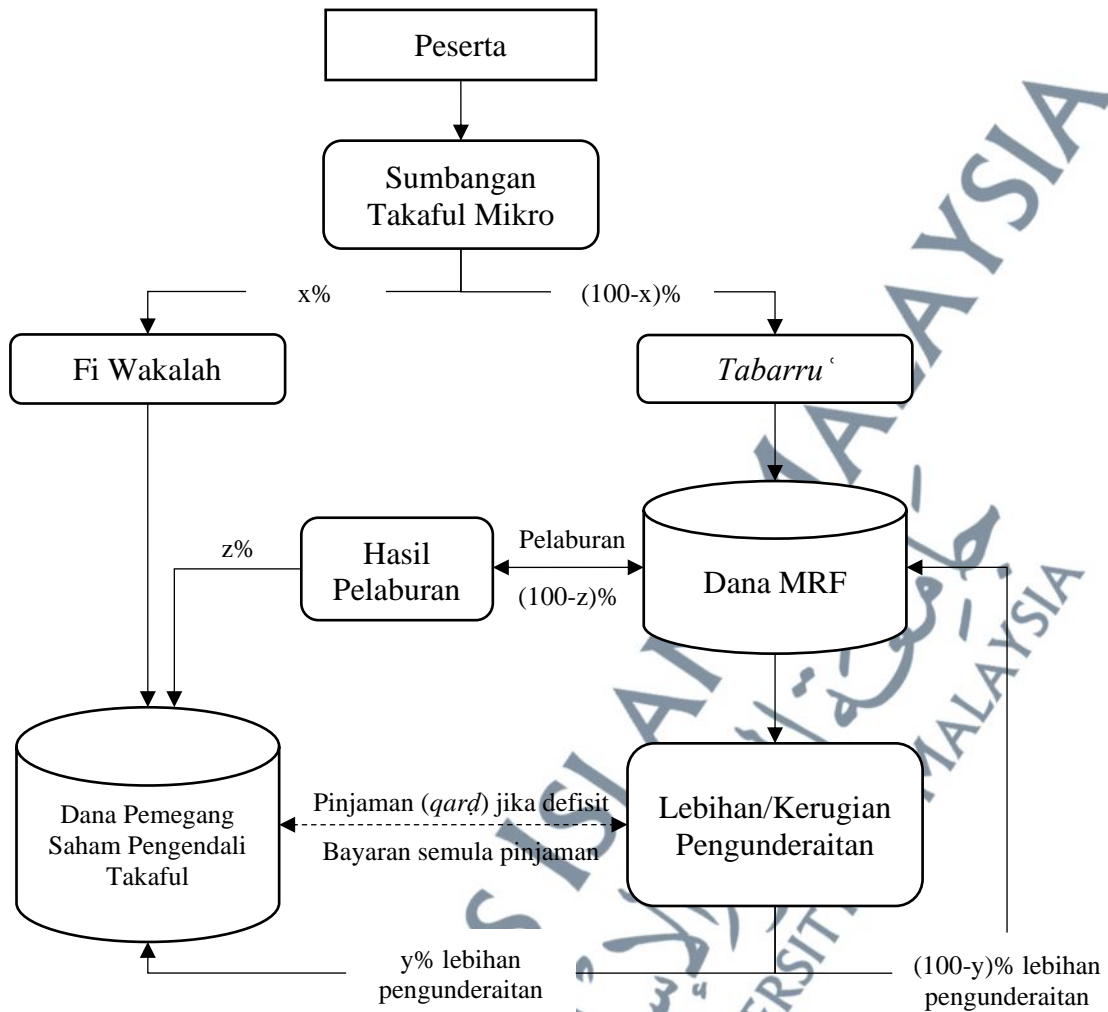 Peserta
Sumbangan
Takaful Mikro
x%
(100-x)%
Fi Wakalah
Tabarruʿ
z%
Hasil
Pelaburan
Pelaburan
(100-z)%
Dana MRF
Dana Pemegang
Saham Pengendali
Takaful
Pinjaman (qarḍ) jika defisit
Bayaran semula pinjaman
Lebihan/Kerugian
Pengunderaitan
y% lebihan
pengunderaitan
(100-y)% lebihan
pengunderaitan